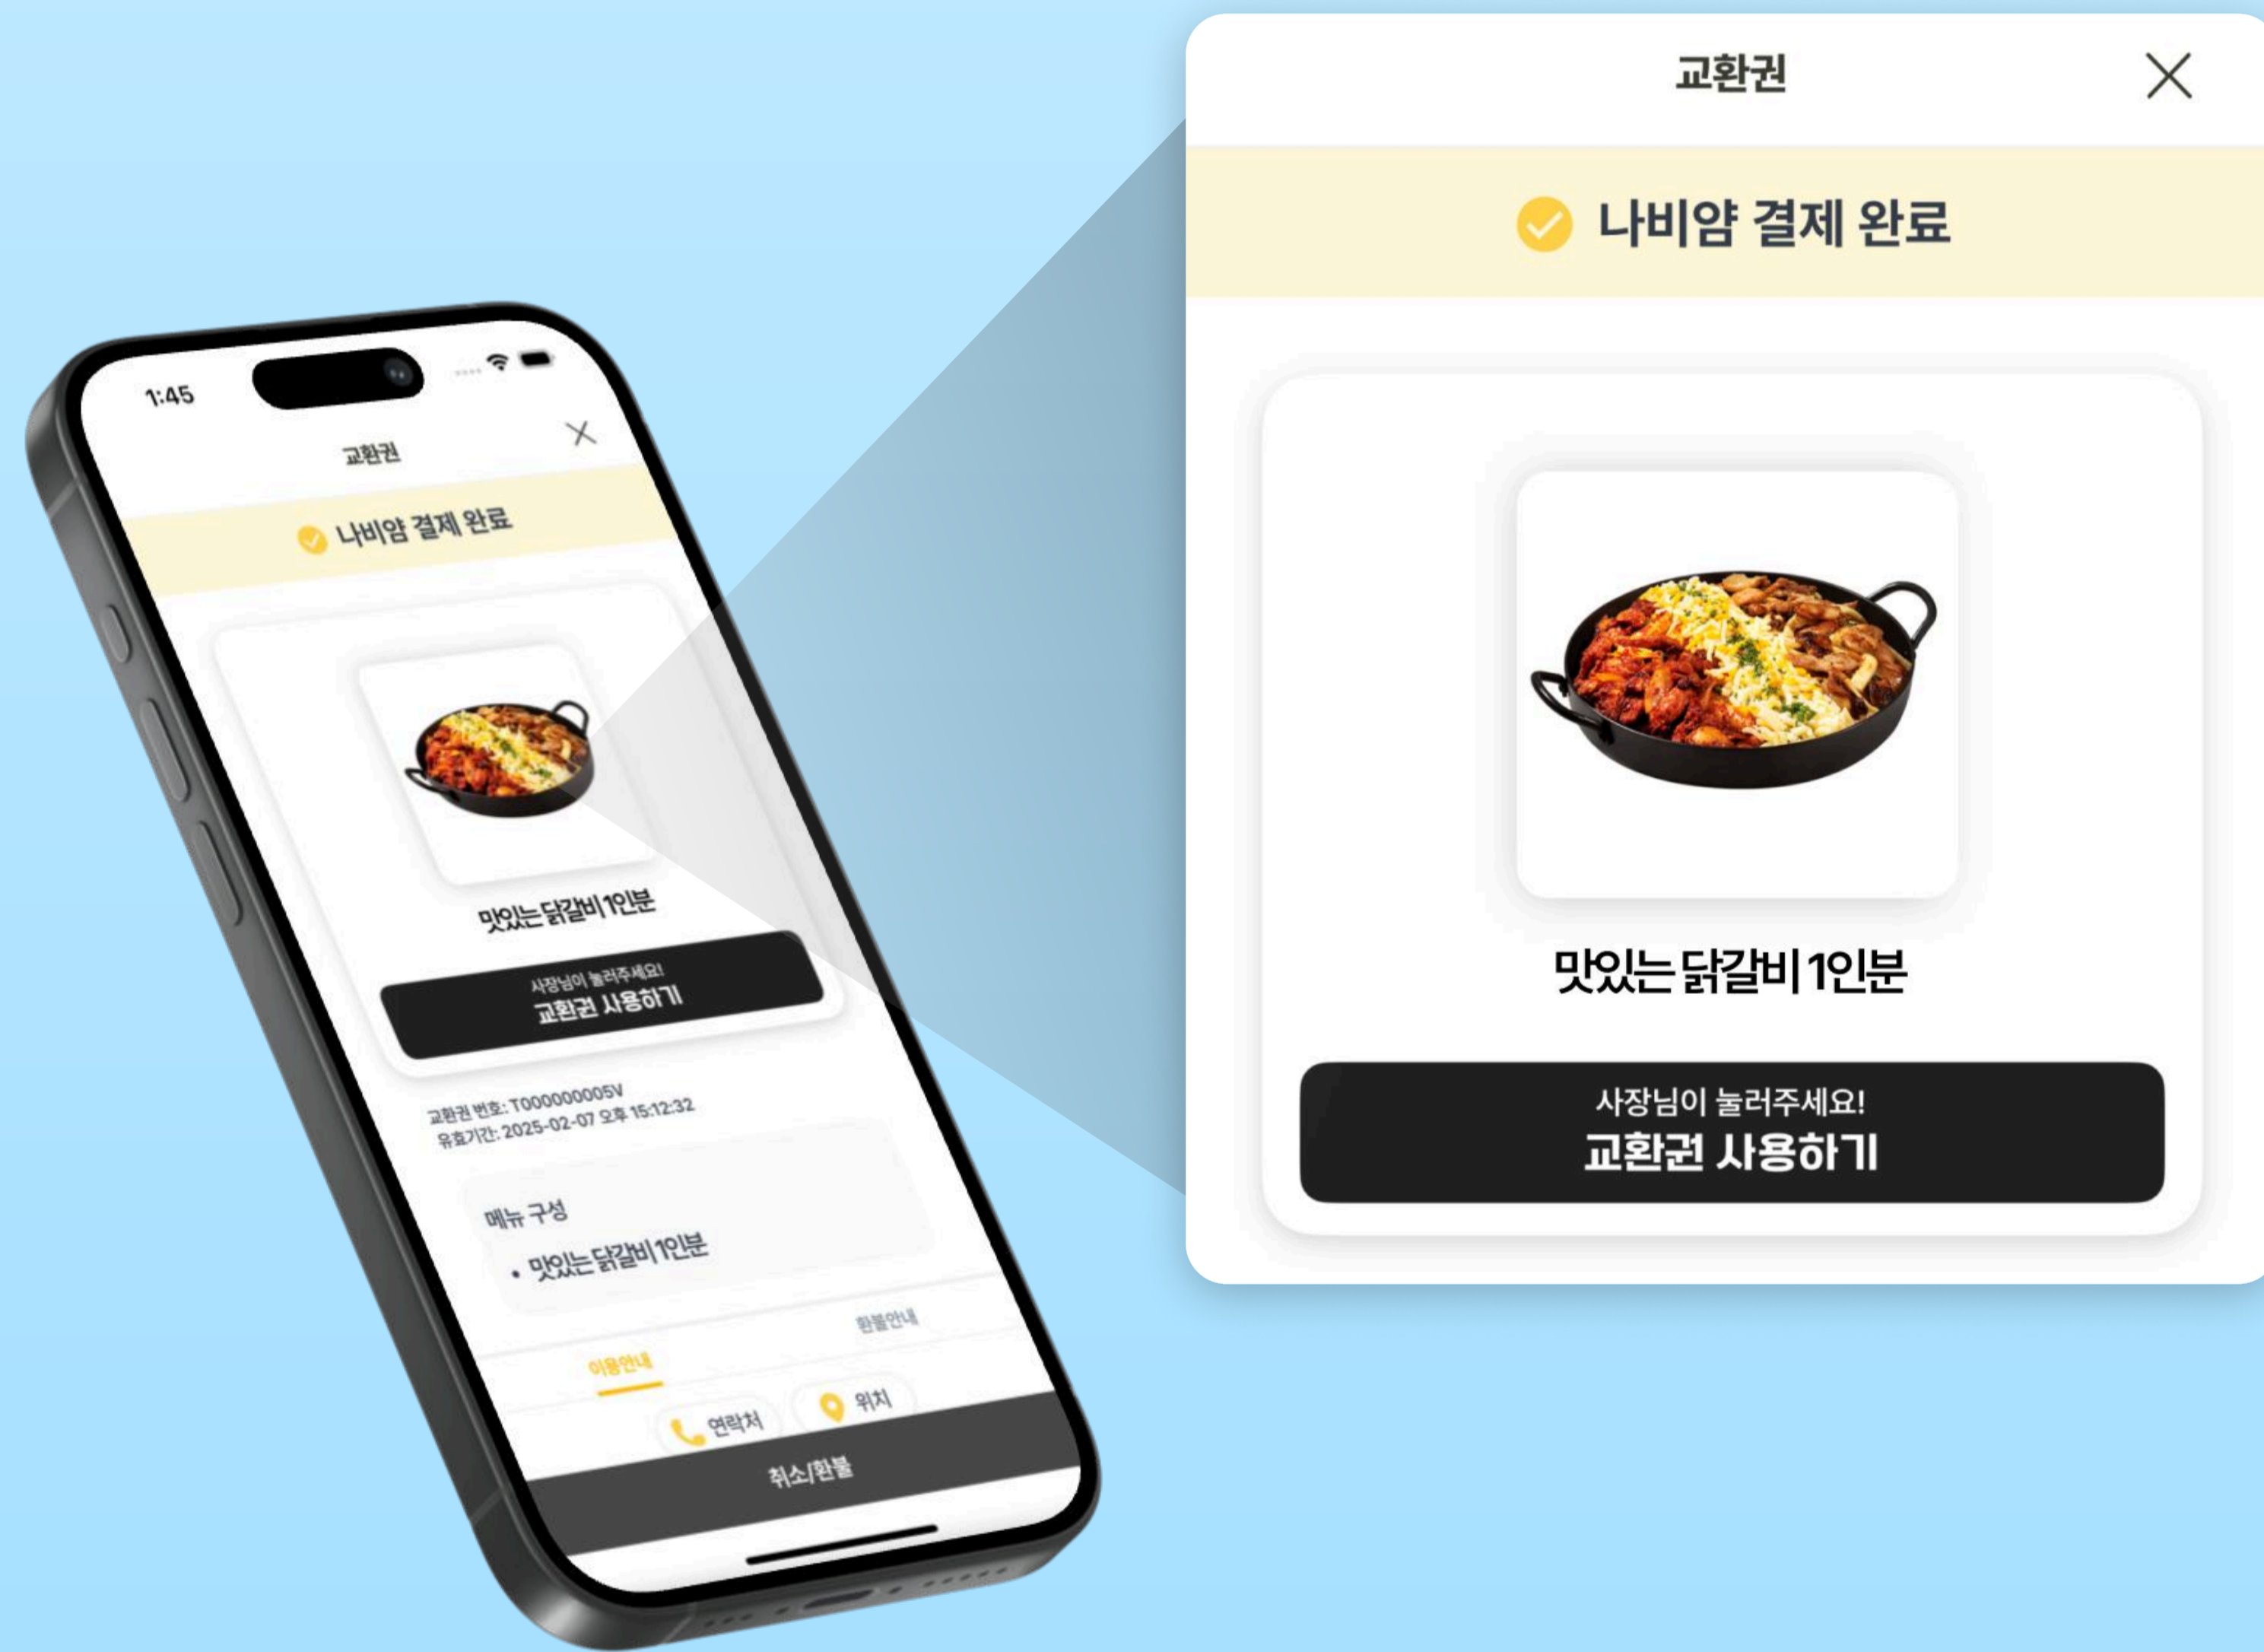 1:45
교환권
나비얌 결제 완료
맛있는 닭갈비 1인분
사장님이 눌러주세요!
교환권 사용하기
교환권 번호: T000000005V
유효기간: 2025-02-07 오후 15:12:32
메뉴 구성
• 맛있는 닭갈비 1인분
이용안내
환불안내
연락처
위치
취소/환불
교환권
나비얌 결제 완료
맛있는 닭갈비 1인분
사장님이 눌러주세요!
교환권 사용하기